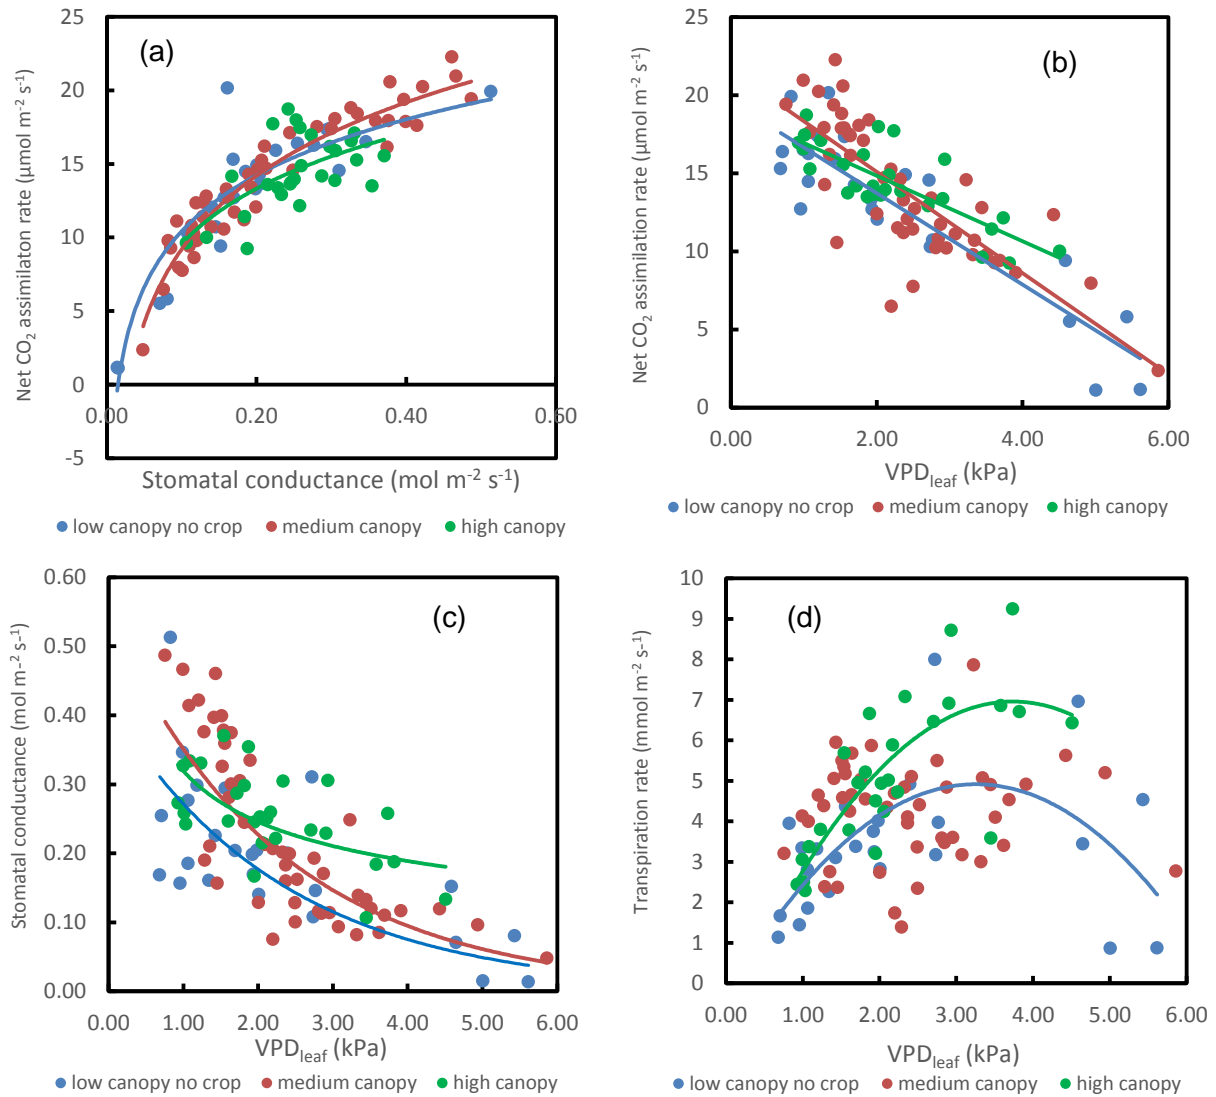 (a)
Net CO₂ assimilaton rate (µmol m⁻² s⁻¹)
25
20
15
10
5
0
-5
0.00 0.20 0.40 0.60
Stomatal conductance (mol m⁻² s⁻¹)
low canopy no crop medium canopy high canopy
(b)
Net CO₂ assimilation rate (µmol m⁻² s⁻¹)
25
20
15
10
5
0
0.00 2.00 4.00 6.00
VPDleaf (kPa)
low canopy no crop medium canopy high canopy
(c)
Stomatal conductance (mol m⁻² s⁻¹)
0.60
0.50
0.40
0.30
0.20
0.10
0.00
0.00 1.00 2.00 3.00 4.00 5.00 6.00
VPDleaf (kPa)
low canopy no crop medium canopy high canopy
(d)
Transpiration rate (mmol m⁻² s⁻¹)
10
9
8
7
6
5
4
3
2
1
0
0.00 1.00 2.00 3.00 4.00 5.00 6.00
VPDleaf (kPa)
low canopy no crop medium canopy high canopy